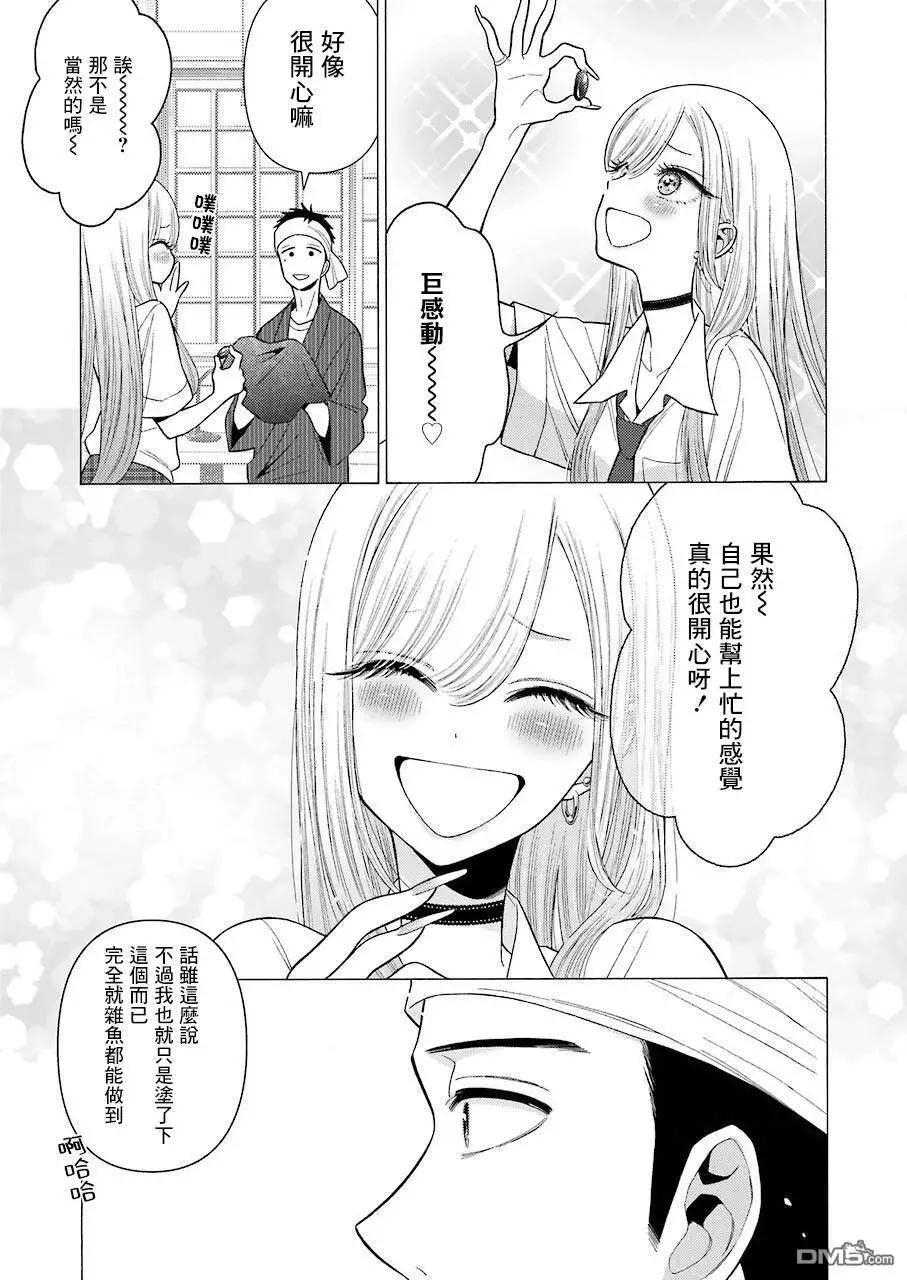 巨感動～～～♡
好像
很開心嘛
誒～～～～?
那不是
當然的嗎～
噗噗噗
果然～
自己也能幫上忙的感覺
真的很開心呀!
話雖這麼說
不過我也就只是塗了下
這個而已
完全就雜魚都能做到
啊哈哈
DM5.com